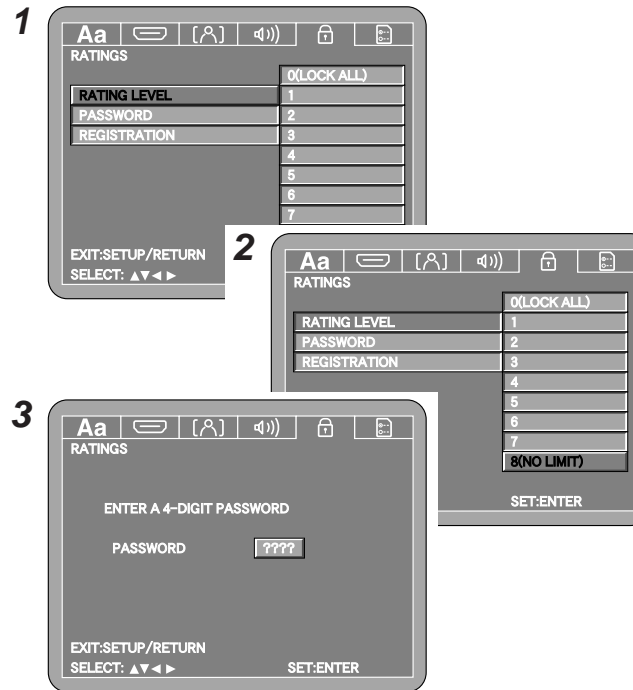 1
Aa
RATINGS
0(LOCK ALL)
RATING LEVEL 1
PASSWORD 2
REGISTRATION 3
4
5
6
7
EXIT:SETUP/RETURN
SELECT: ▲▼◄ ►
2
Aa
RATINGS
0(LOCK ALL)
RATING LEVEL 1
PASSWORD 2
REGISTRATION 3
4
5
6
7
8(NO LIMIT)
SET:ENTER
3
Aa
RATINGS
ENTER A 4-DIGIT PASSWORD
PASSWORD ????
EXIT:SETUP/RETURN
SELECT: ▲▼◄ ► SET:ENTER